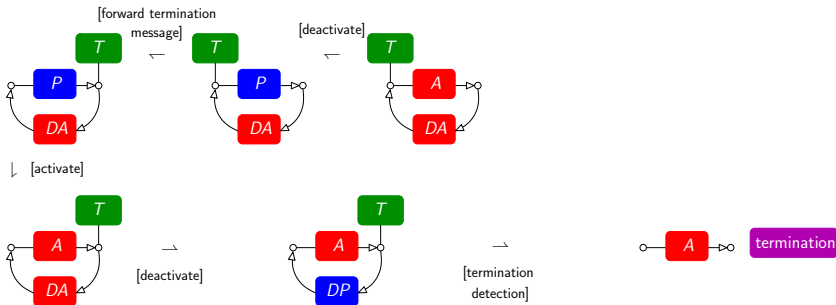 [forward termination
message]
[deactivate]
T
T
T
P
P
A
DA
DA
DA
[activate]
T
T
A
A
A
termination
[deactivate]
[termination
detection]
DA
DP